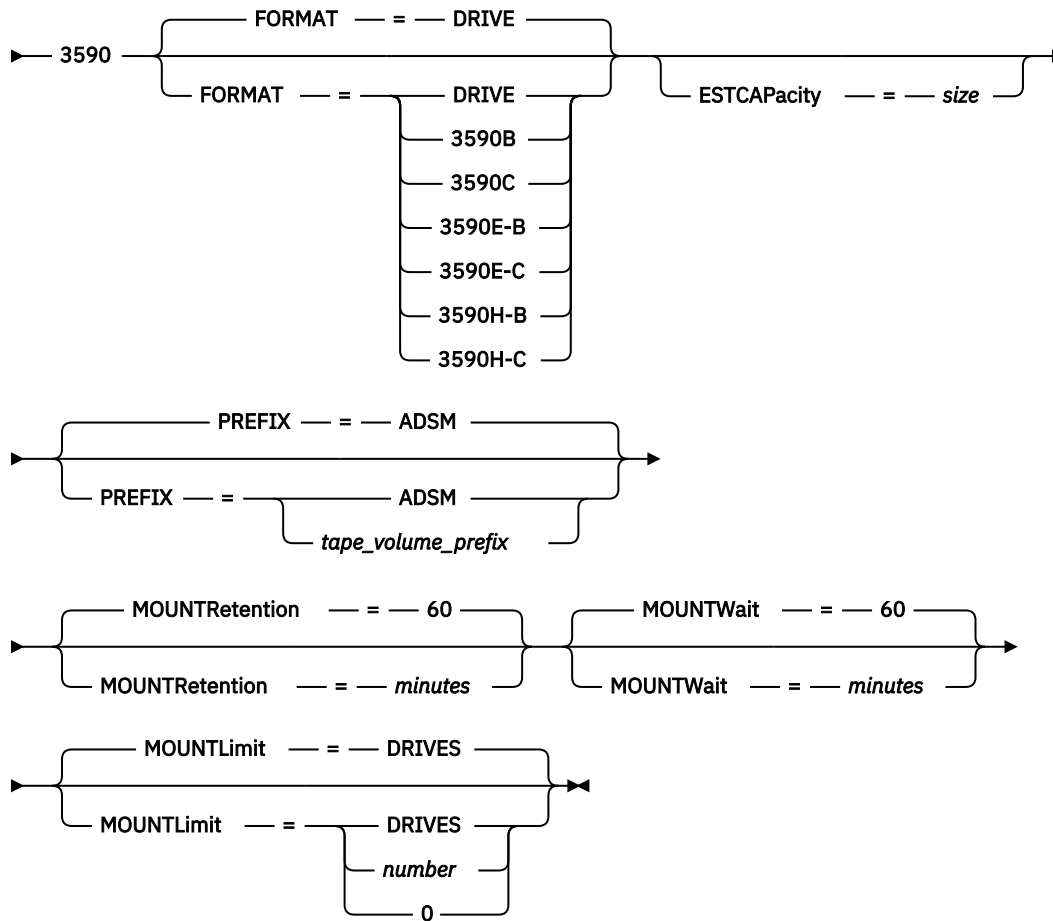 FORMAT = DRIVE
3590
FORMAT = DRIVE
ESTCAPacity = size
3590B
3590C
3590E-B
3590E-C
3590H-B
3590H-C
PREFIX = ADSM
PREFIX = ADSM
tape_volume_prefix
MOUNTRetention = 60 MOUNTWait = 60
MOUNTRetention = minutes MOUNTWait = minutes
MOUNTLimit = DRIVES
MOUNTLimit = DRIVES
number
0